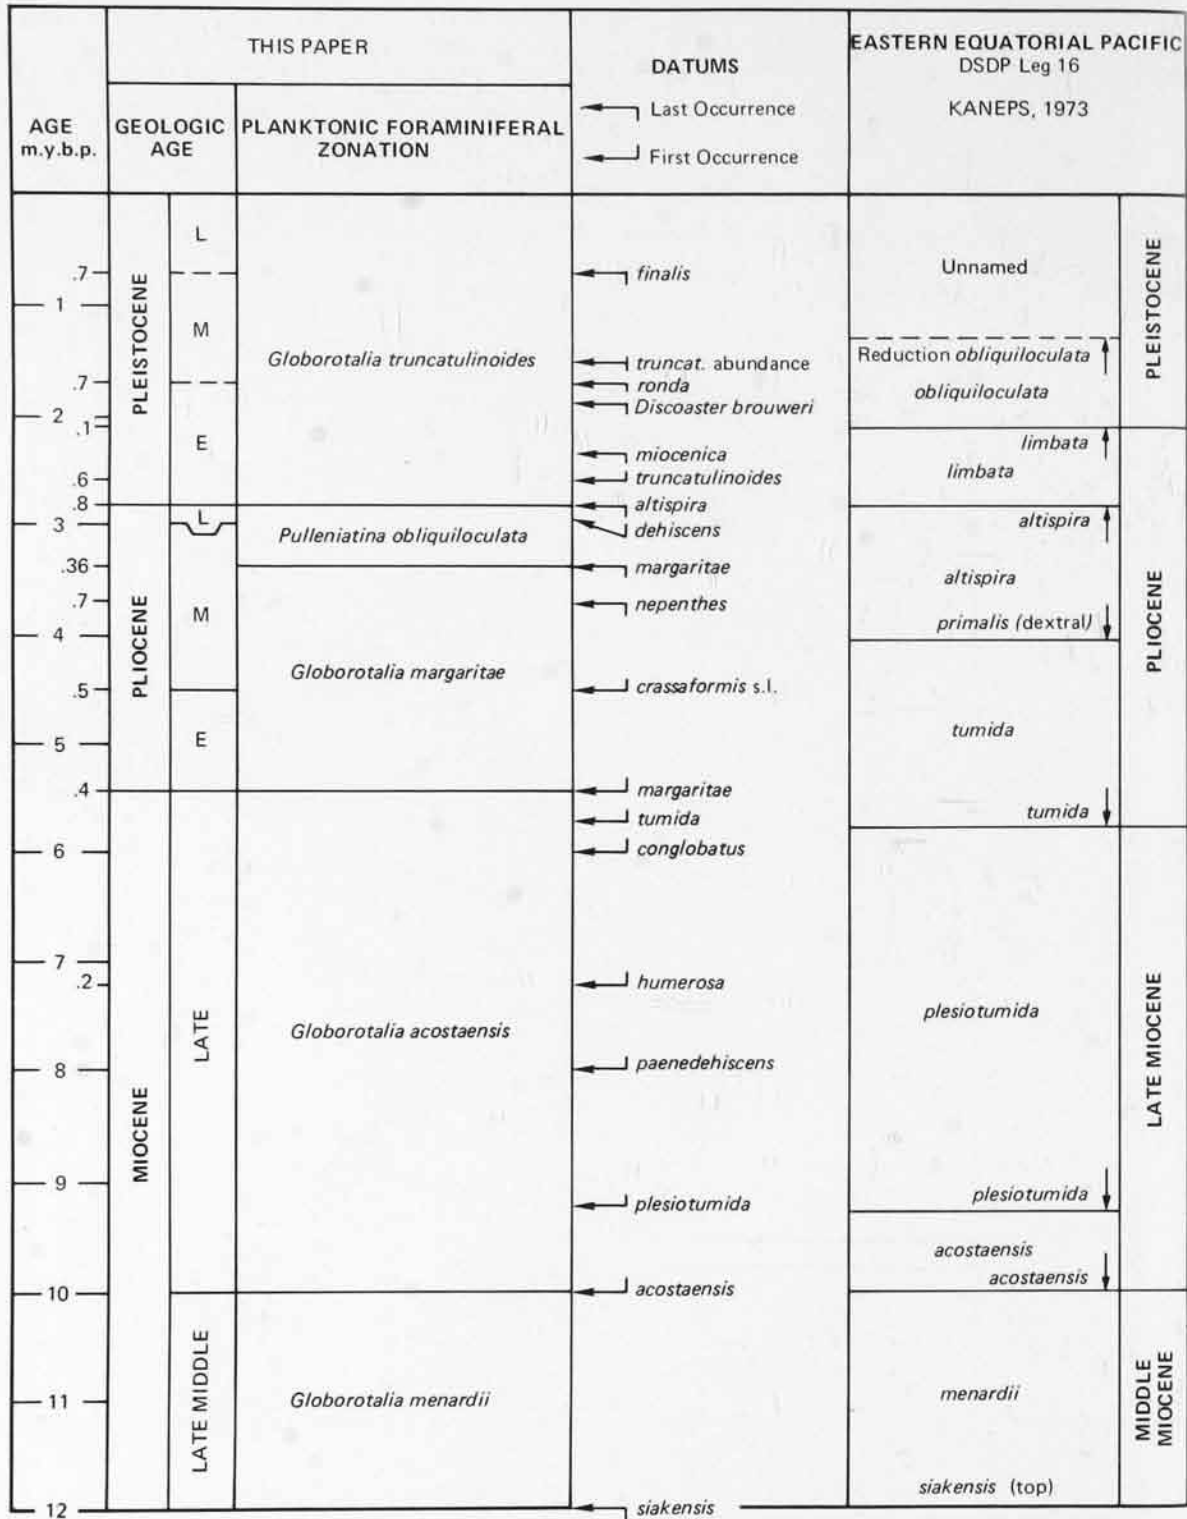 THIS PAPER
DATUMS
Last Occurrence
First Occurrence
EASTERN EQUATORIAL PACIFIC
DSDP Leg 16
KANEPS, 1973
AGE
m.y.b.p.
GEOLOGIC
AGE
PLANKTONIC FORAMINIFERAL
ZONATION
.7
1
.7
2
.1
.6
.8
3
.36
.7
4
.5
5
.4
6
7
.2
8
9
10
11
12
PLEISTOCENE
PLIOCENE
MIOCENE
L
M
E
L
M
E
LATE
LATE MIDDLE
Globorotalia truncatulinoides
Pulleniatina obliquiloculata
Globorotalia margaritae
Globorotalia acostaensis
Globorotalia menardii
finalis
truncat. abundance
ronda
Discoaster brouweri
miocenica
truncatulinoides
altispira
dehiscens
margaritae
nepenthes
crassaformis s.l.
margaritae
tumida
conglobatus
humerosa
paenedehiscens
plesiotumida
acostaensis
siakensis
Unnamed
Reduction obliquiloculata
obliquiloculata
limbata
limbata
altispira
altispira
primalis (dextral)
tumida
tumida
plesiotumida
plesiotumida
acostaensis
acostaensis
menardii
siakensis (top)
PLEISTOCENE
PLIOCENE
LATE MIOCENE
MIDDLE
MIOCENE